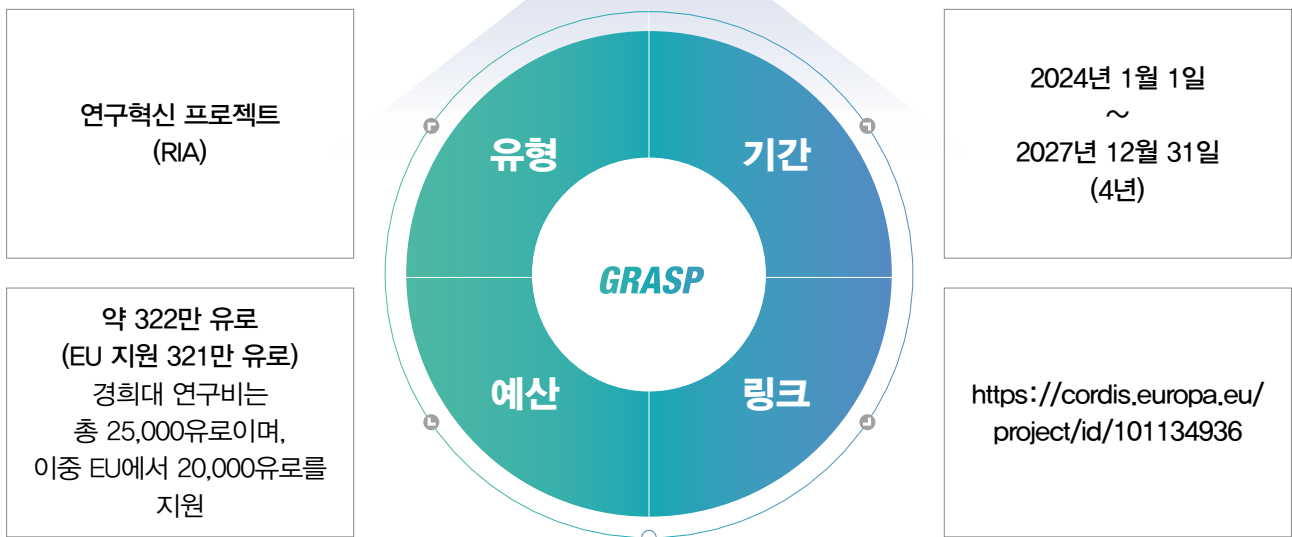 연구혁신 프로젝트
(RIA)
유형
기간
2024년 1월 1일
~
2027년 12월 31일
(4년)
GRASP
약 322만 유로
(EU 지원 321만 유로)
경희대 연구비는
총 25,000유로이며,
이중 EU에서 20,000유로를
지원
예산
링크
https://cordis.europa.eu/
project/id/101134936